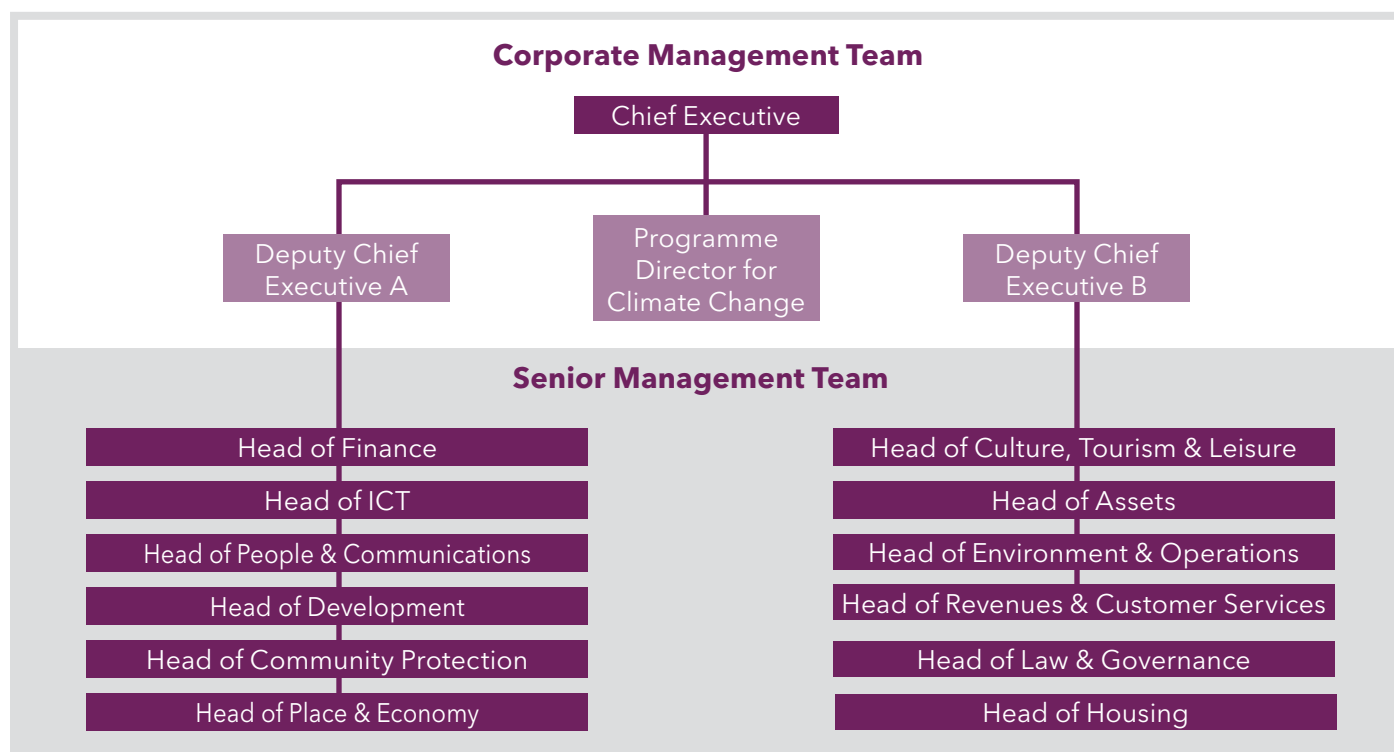 Corporate Management Team
Chief Executive
Deputy Chief
Executive A
Programme
Director for
Climate Change
Deputy Chief
Executive B
Senior Management Team
Head of Finance
Head of ICT
Head of People & Communications
Head of Development
Head of Community Protection
Head of Place & Economy
Head of Culture, Tourism & Leisure
Head of Assets
Head of Environment & Operations
Head of Revenues & Customer Services
Head of Law & Governance
Head of Housing